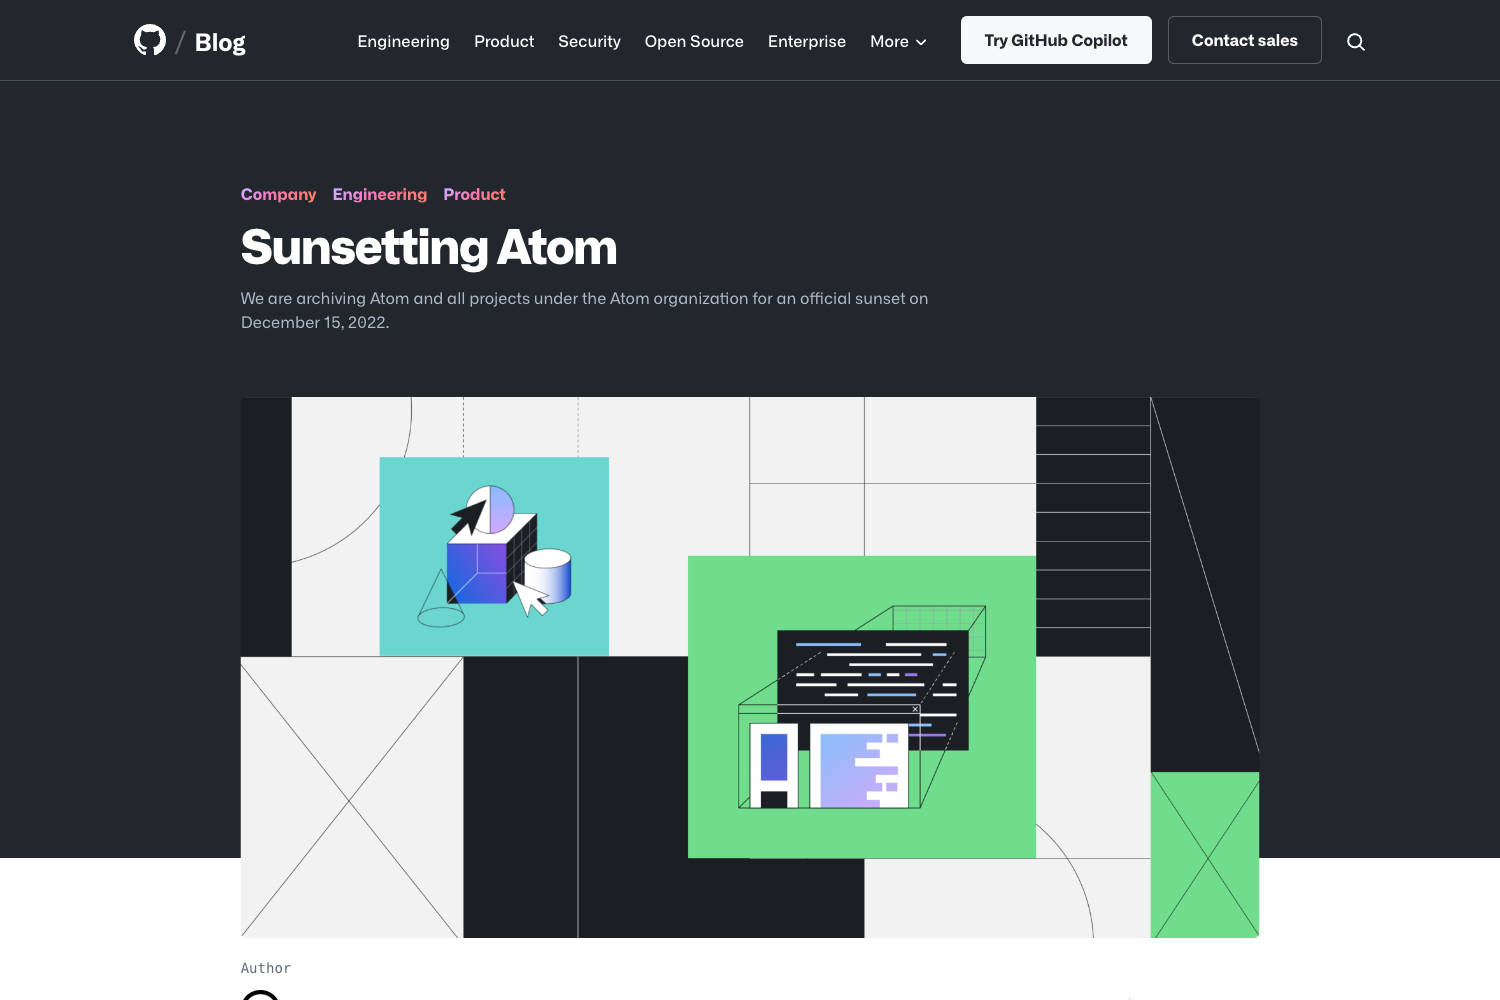 / Blog
Engineering Product Security Open Source Enterprise More Try GitHub Copilot Contact sales
Company Engineering Product
Sunsetting Atom
We are archiving Atom and all projects under the Atom organization for an official sunset on
December 15, 2022.
Author